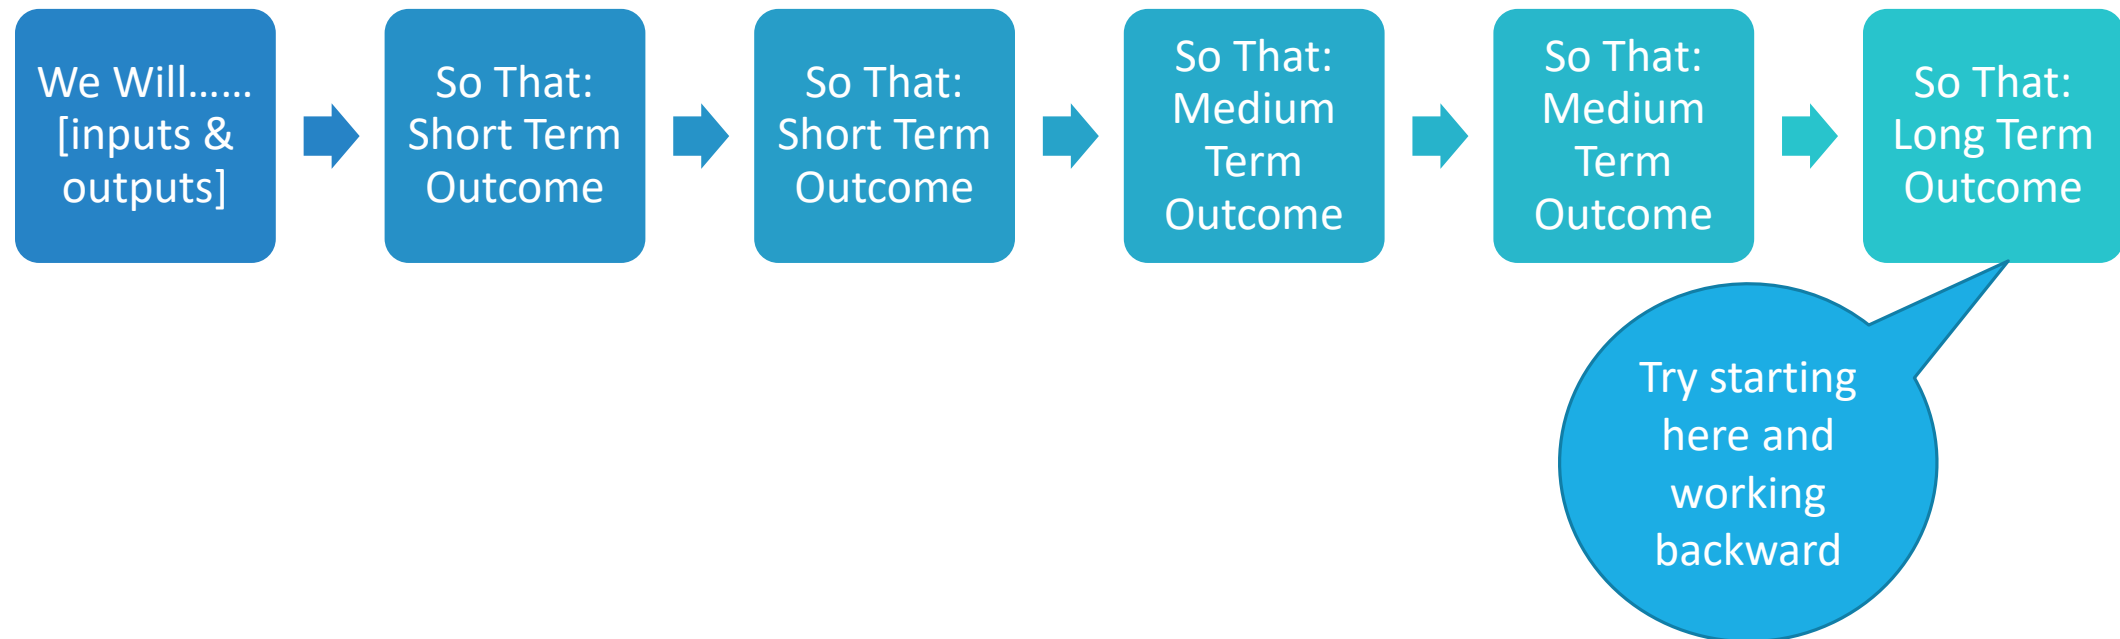 We Will......
[inputs &
outputs]
So That:
Short Term
Outcome
So That:
Short Term
Outcome
So That:
Medium
Term
Outcome
So That:
Medium
Term
Outcome
So That:
Long Term
Outcome
Try starting
here and
working
backward